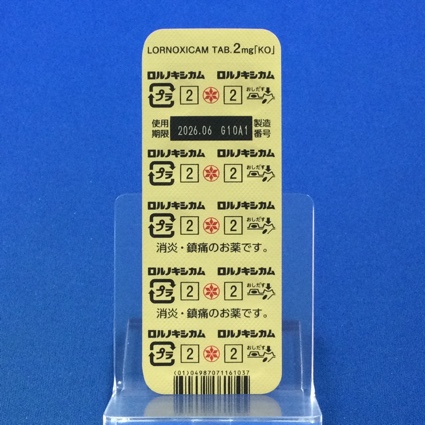 LORNOXICAM TAB.2mg「KO」
ロルノキシカム ロルノキシカム
プラ 2 2 おしだす
使用期限 2026.06 G10A1 製造番号
ロルノキシカム ロルノキシカム
プラ 2 2 おしだす
ロルノキシカム ロルノキシカム
プラ 2 2 おしだす
消炎・鎮痛のお薬です。
ロルノキシカム ロルノキシカム
プラ 2 2 おしだす
消炎・鎮痛のお薬です。
ロルノキシカム ロルノキシカム
プラ 2 2 おしだす
(01)04987071161037